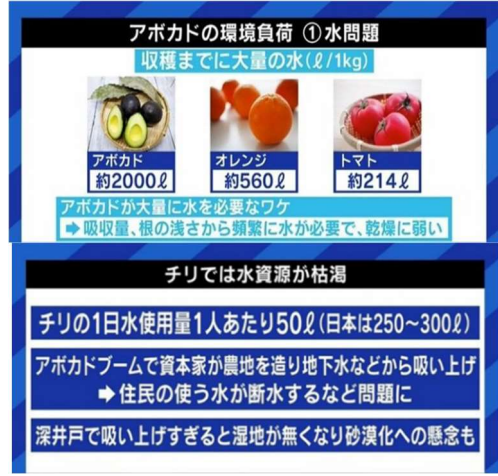 アボカドの環境負荷 ①水問題
収穫までに大量の水(ℓ/1kg)
アボカド
約2000ℓ
オレンジ
約560ℓ
トマト
約214ℓ
アボカドが大量に水を必要なワケ
➡吸収量、根の浅さから頻繁に水が必要で、乾燥に弱い
チリでは水資源が枯渇
チリの1日水使用量1人あたり50ℓ(日本は250～300ℓ)
アボカドブームで資本家が農地を造り地下水などから吸い上げ
➡住民の使う水が断水するなど問題に
深井戸で吸い上げすぎると湿地が無くなり砂漠化への懸念も